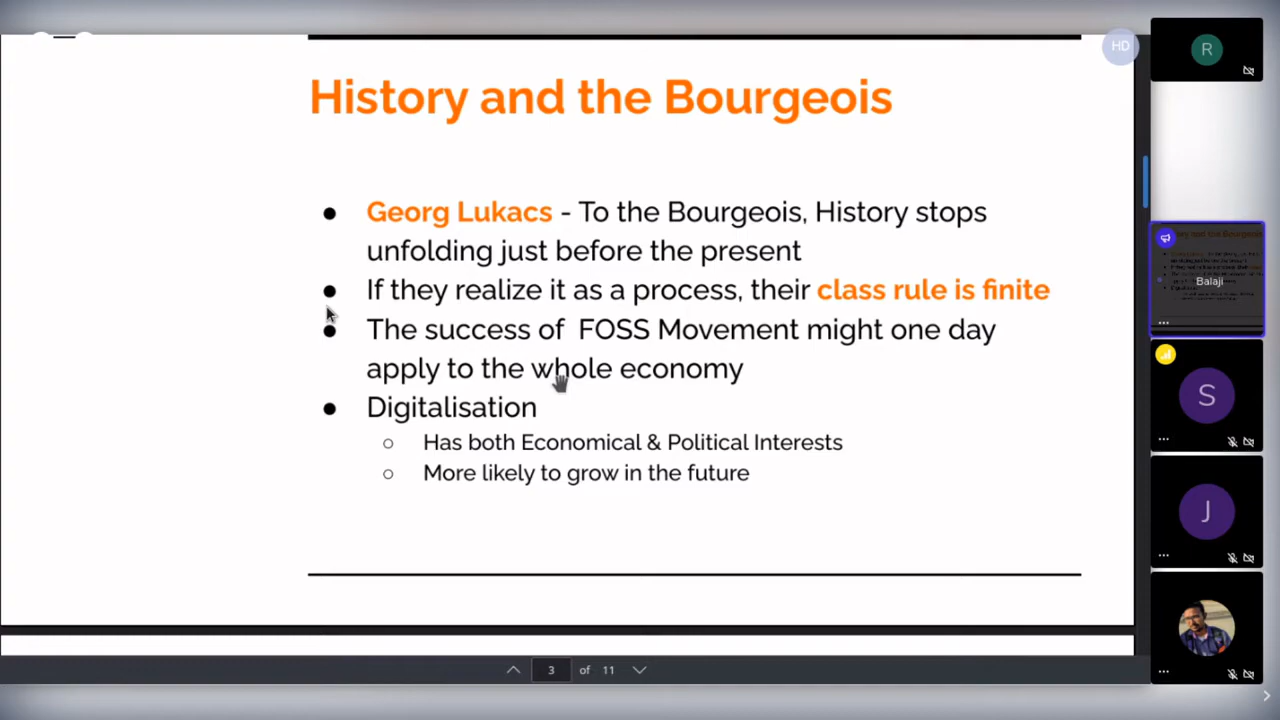 HD
R
History and the Bourgeois
● Georg Lukacs - To the Bourgeois, History stops
unfolding just before the present
● If they realize it as a process, their class rule is finite
● The success of FOSS Movement might one day
apply to the whole economy
● Digitalisation
○ Has both Economical & Political Interests
○ More likely to grow in the future
Balaji
S
J
3 of 11